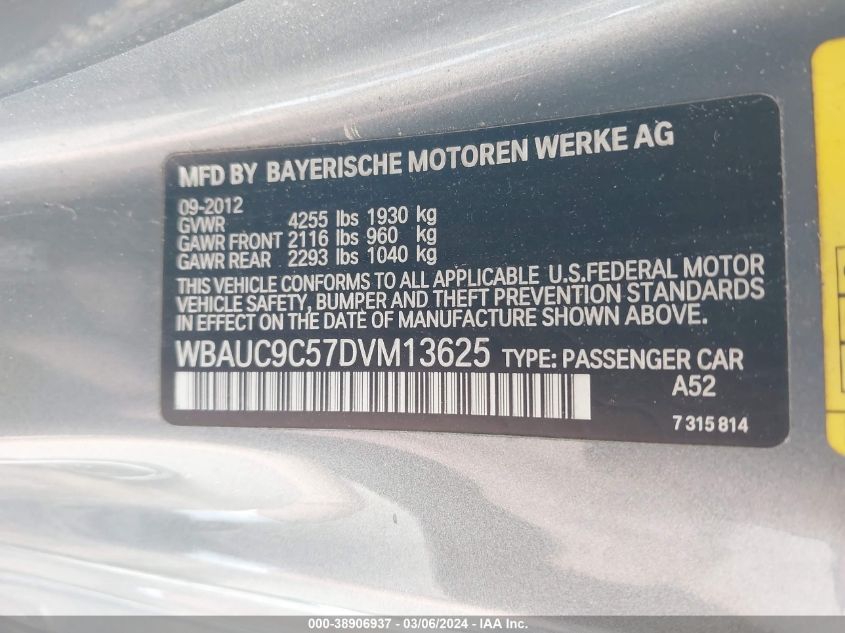 MFD BY BAYERISCHE MOTOREN WERKE AG
09-2012
GVWR 4255 lbs 1930 kg
GAWR FRONT 2116 lbs 960 kg
GAWR REAR 2293 lbs 1040 kg
THIS VEHICLE CONFORMS TO ALL APPLICABLE U.S.FEDERAL MOTOR
VEHICLE SAFETY, BUMPER AND THEFT PREVENTION STANDARDS
IN EFFECT ON THE DATE OF MANUFACTURE SHOWN ABOVE.
WBAUC9C57DVM13625 TYPE: PASSENGER CAR
A52
7 315 814
000-38906937 - 03/06/2024 - IAA Inc.